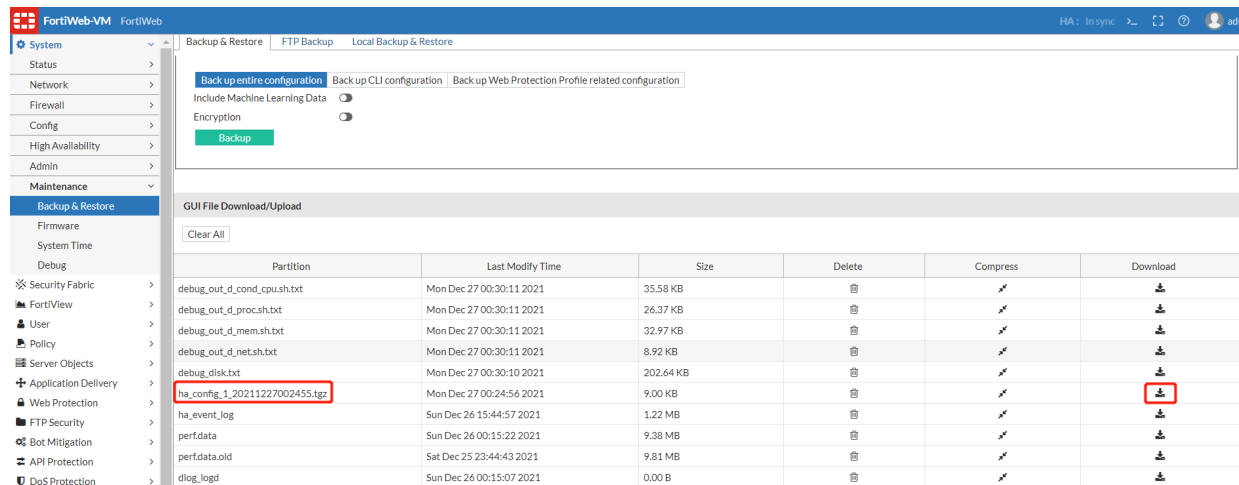 FortiWeb-VM FortiWeb HA: In sync >_ ad
System
Status
Network
Firewall
Config
High Availability
Admin
Maintenance
Backup & Restore
Firmware
System Time
Debug
Security Fabric
FortiView
User
Policy
Server Objects
Application Delivery
Web Protection
FTP Security
Bot Mitigation
API Protection
DoS Protection
Backup & Restore FTP Backup Local Backup & Restore
Back up entire configuration Back up CLI configuration Back up Web Protection Profile related configuration
Include Machine Learning Data
Encryption
Backup
GUI File Download/Upload
Clear All
Partition Last Modify Time Size Delete Compress Download
debug_out_d_cond_cpu.sh.txt Mon Dec 27 00:30:11 2021 35.58 KB
debug_out_d_proc.sh.txt Mon Dec 27 00:30:11 2021 26.37 KB
debug_out_d_mem.sh.txt Mon Dec 27 00:30:11 2021 32.97 KB
debug_out_d_net.sh.txt Mon Dec 27 00:30:11 2021 8.92 KB
debug_disk.txt Mon Dec 27 00:30:10 2021 202.64 KB
ha_config_1_20211227002455.tgz Mon Dec 27 00:24:56 2021 9.00 KB
ha_event_log Sun Dec 26 15:44:57 2021 1.22 MB
perf.data Sun Dec 26 00:15:22 2021 9.38 MB
perf.data.old Sat Dec 25 23:44:43 2021 9.81 MB
dlog_logd Sun Dec 26 00:15:07 2021 0.00 B